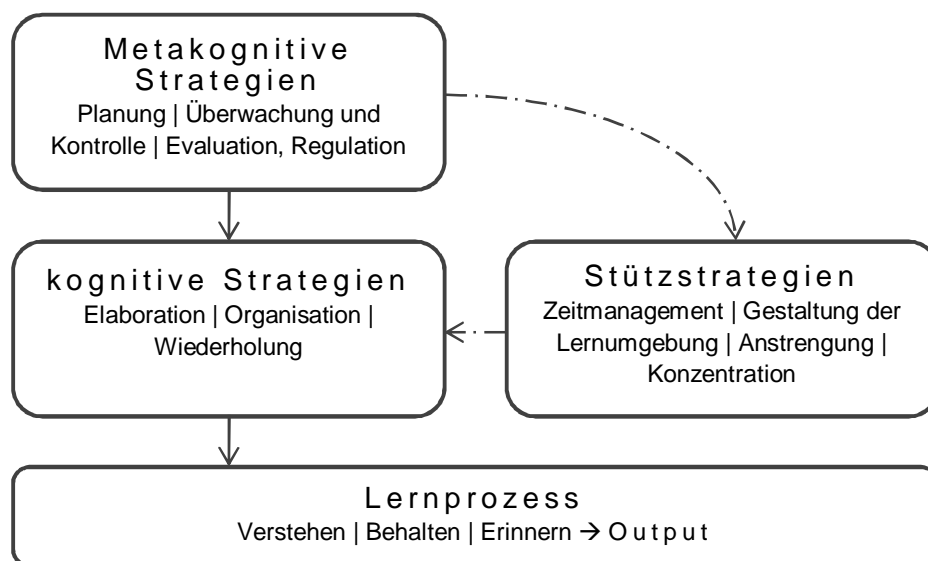 Metakognitive
Strategien
Planung | Überwachung und
Kontrolle | Evaluation, Regulation
kognitive Strategien
Elaboration | Organisation |
Wiederholung
Stützstrategien
Zeitmanagement | Gestaltung der
Lernumgebung | Anstrengung |
Konzentration
Lernprozess
Verstehen | Behalten | Erinnern → Output